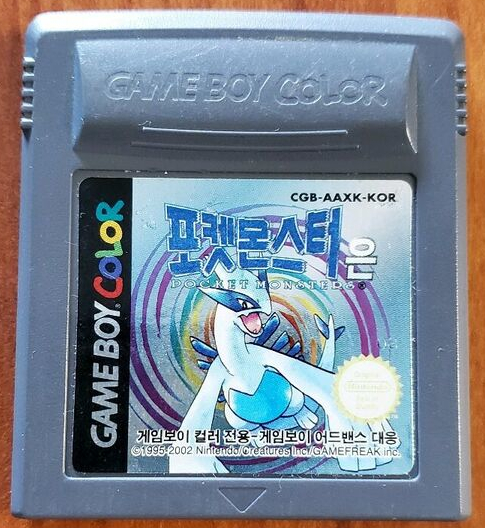 GAME BOY COLOR
CGB-AAXK-KOR
포켓몬스터 은
POCKET MONSTERS
GAME BOY COLOR
게임보이 컬러 전용-게임보이 어드밴스 대응
©1995-2002 Nintendo/Creatures inc./GAMEFREAK inc.